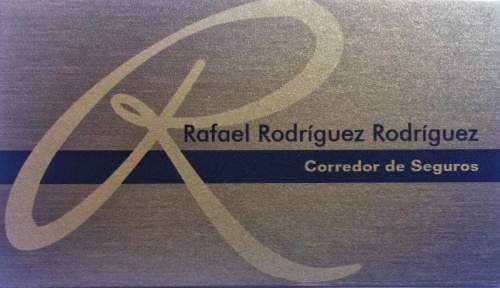 R
Rafael Rodríguez Rodríguez
Corredor de Seguros